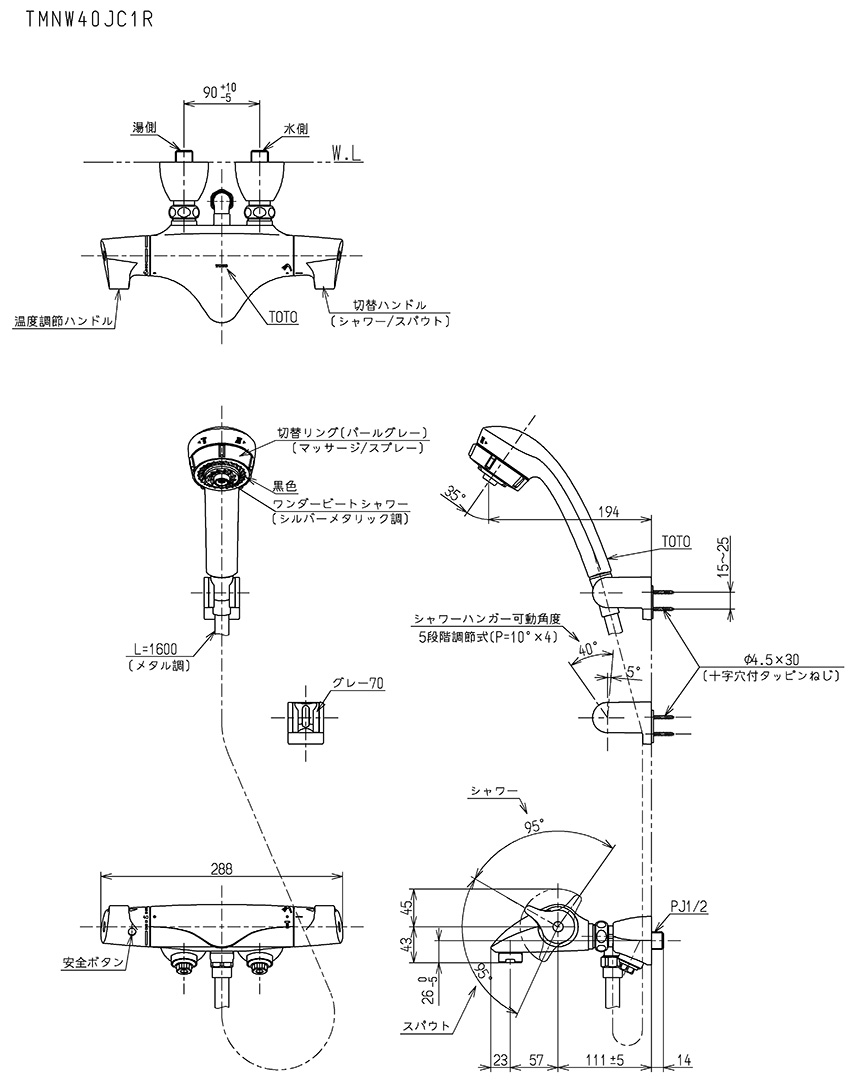 TMNW40JC1R
90 +10 -5
湯側
水側
W.L
温度調節ハンドル
TOTO
切替ハンドル
(シャワー/スパウト)
切替リング(パールグレー)
(マッサージ/スプレー)
黒色
ワンダービートシャワー
(シルバーメタリック調)
35°
194
TOTO
15~25
シャワーハンガー可動角度
5段階調節式(P=10°×4)
L=1600
(メタル調)
40°
5°
φ4.5×30
(十字穴付タッピンねじ)
グレー70
シャワー
95°
288
45
43
26 0 -5
PJ1/2
安全ボタン
95°
スパウト
23
57
111±5
14